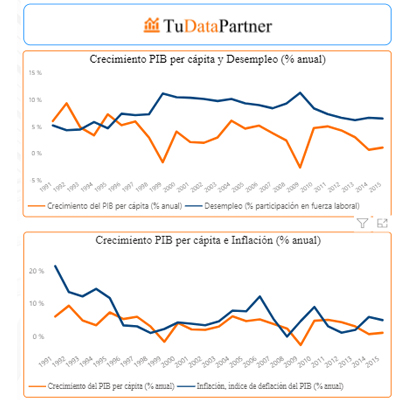 TuDataPartner
Crecimiento PIB per cápita y Desempleo (% anual)
15 %
10 %
5 %
0 %
5 %
1991 1992 1993 1994 1995 1996 1997 1998 1999 2000 2001 2002 2003 2004 2005 2006 2007 2008 2009 2010 2011 2012 2013 2014 2015
Crecimiento del PIB per cápita (% anual) Desempleo (% participación en fuerza laboral)
Crecimiento PIB per cápita e Inflación (% anual)
20 %
10 %
0 %
1991 1992 1993 1994 1995 1996 1997 1998 1999 2000 2001 2002 2003 2004 2005 2006 2007 2008 2009 2010 2011 2012 2013 2014 2015
Crecimiento del PIB per cápita (% anual) Inflación, índice de deflación del PIB (% anual)